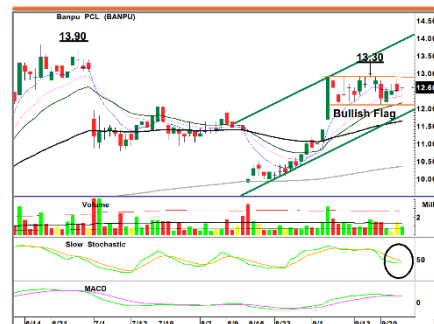 Banpu PCL (BANPU)
14.50
14.00
13.90
13.50
13.30
13.00
12.60
Bullish Flag
12.00
11.50
11.00
10.50
10.00
Volume
Mill
2
Slow Stochastic
50
MACD
0
6/14 6/21 7/1 7/12 7/19 8/2 8/9 8/16 8/23 9/1 9/13 9/20